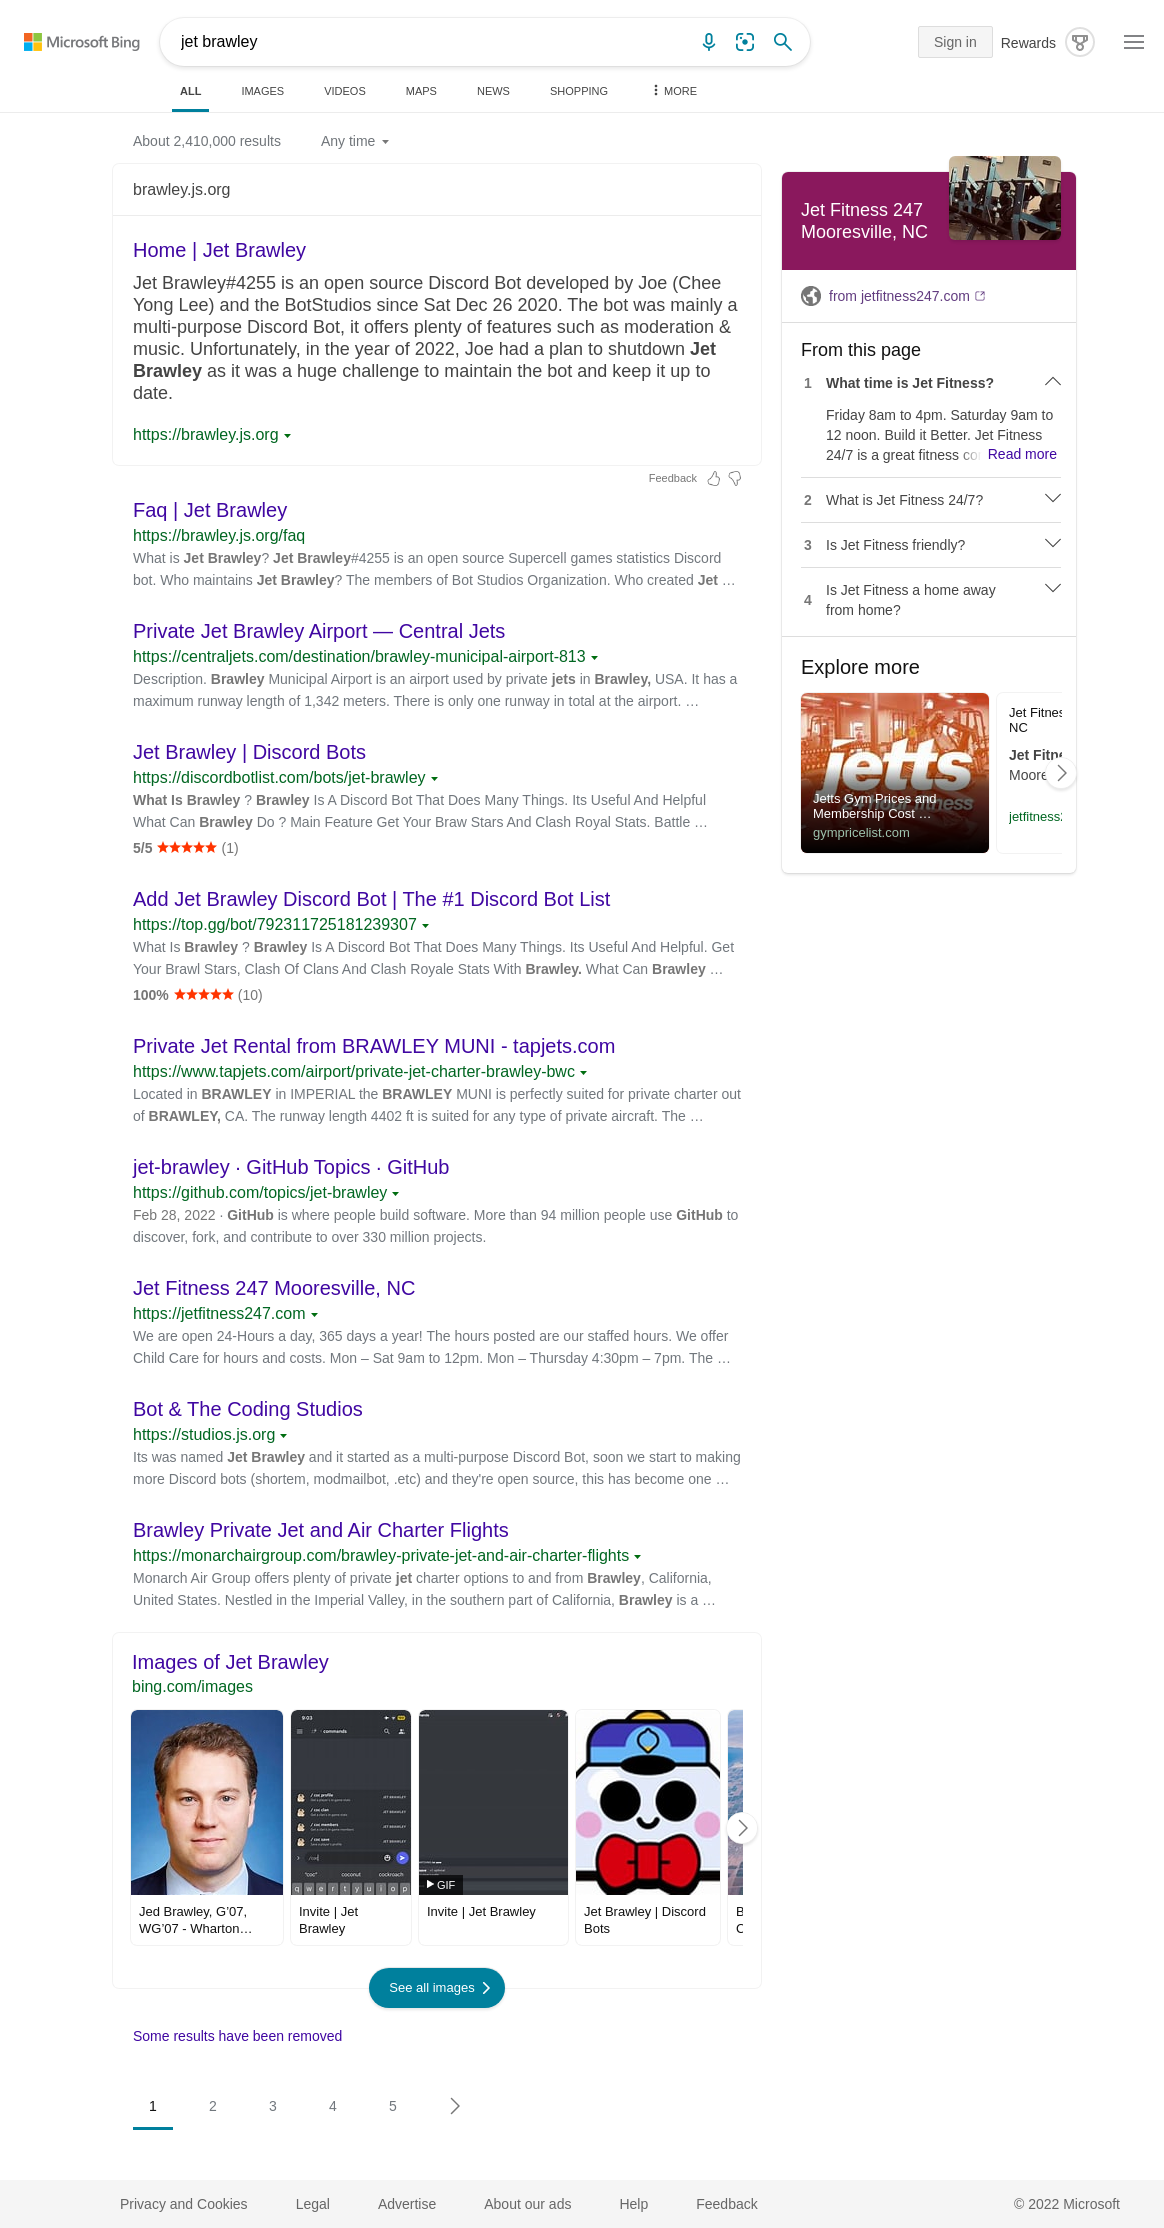 Microsoft Bing
jet brawley
Sign in
Rewards
ALL
IMAGES
VIDEOS
MAPS
NEWS
SHOPPING
MORE
About 2,410,000 results
Any time
brawley.js.org
Home | Jet Brawley
Jet Brawley#4255 is an open source Discord Bot developed by Joe (Chee
Yong Lee) and the BotStudios since Sat Dec 26 2020. The bot was mainly a
multi-purpose Discord Bot, it offers plenty of features such as moderation &
music. Unfortunately, in the year of 2022, Joe had a plan to shutdown Jet
Brawley as it was a huge challenge to maintain the bot and keep it up to
date.
https://brawley.js.org
Feedback
Faq | Jet Brawley
https://brawley.js.org/faq
What is Jet Brawley? Jet Brawley#4255 is an open source Supercell games statistics Discord
bot. Who maintains Jet Brawley? The members of Bot Studios Organization. Who created Jet …
Private Jet Brawley Airport — Central Jets
https://centraljets.com/destination/brawley-municipal-airport-813
Description. Brawley Municipal Airport is an airport used by private jets in Brawley, USA. It has a
maximum runway length of 1,342 meters. There is only one runway in total at the airport. …
Jet Brawley | Discord Bots
https://discordbotlist.com/bots/jet-brawley
What Is Brawley ? Brawley Is A Discord Bot That Does Many Things. Its Useful And Helpful
What Can Brawley Do ? Main Feature Get Your Braw Stars And Clash Royal Stats. Battle …
5/5 ★★★★★ (1)
Add Jet Brawley Discord Bot | The #1 Discord Bot List
https://top.gg/bot/792311725181239307
What Is Brawley ? Brawley Is A Discord Bot That Does Many Things. Its Useful And Helpful. Get
Your Brawl Stars, Clash Of Clans And Clash Royale Stats With Brawley. What Can Brawley …
100% ★★★★★ (10)
Private Jet Rental from BRAWLEY MUNI - tapjets.com
https://www.tapjets.com/airport/private-jet-charter-brawley-bwc
Located in BRAWLEY in IMPERIAL the BRAWLEY MUNI is perfectly suited for private charter out
of BRAWLEY, CA. The runway length 4402 ft is suited for any type of private aircraft. The …
jet-brawley · GitHub Topics · GitHub
https://github.com/topics/jet-brawley
Feb 28, 2022 · GitHub is where people build software. More than 94 million people use GitHub to
discover, fork, and contribute to over 330 million projects.
Jet Fitness 247 Mooresville, NC
https://jetfitness247.com
We are open 24-Hours a day, 365 days a year! The hours posted are our staffed hours. We offer
Child Care for hours and costs. Mon – Sat 9am to 12pm. Mon – Thursday 4:30pm – 7pm. The …
Bot & The Coding Studios
https://studios.js.org
Its was named Jet Brawley and it started as a multi-purpose Discord Bot, soon we start to making
more Discord bots (shortem, modmailbot, .etc) and they're open source, this has become one …
Brawley Private Jet and Air Charter Flights
https://monarchairgroup.com/brawley-private-jet-and-air-charter-flights
Monarch Air Group offers plenty of private jet charter options to and from Brawley, California,
United States. Nestled in the Imperial Valley, in the southern part of California, Brawley is a …
Images of Jet Brawley
bing.com/images
9:03
commands
/ coc profile
JET BRAWLEY
/ coc clan
JET BRAWLEY
/ coc members
JET BRAWLEY
/ coc save
JET BRAWLEY
/coc
"coc" coconut cockroach
q w e r t y u i o p
GIF
Jed Brawley, G'07,
WG'07 - Wharton…
Invite | Jet
Brawley
Invite | Jet Brawley
Jet Brawley | Discord
Bots
B
C
See all images
Some results have been removed
1 2 3 4 5
Jet Fitness 247
Mooresville, NC
from jetfitness247.com
From this page
1 What time is Jet Fitness?
Friday 8am to 4pm. Saturday 9am to
12 noon. Build it Better. Jet Fitness
24/7 is a great fitness co Read more
2 What is Jet Fitness 24/7?
3 Is Jet Fitness friendly?
4 Is Jet Fitness a home away
from home?
Explore more
jetts
24 hour fitness
Jetts Gym Prices and
Membership Cost …
gympricelist.com
Jet Fitnes
NC
Jet Fitne
Moore
jetfitness2
Privacy and Cookies
Legal
Advertise
About our ads
Help
Feedback
© 2022 Microsoft